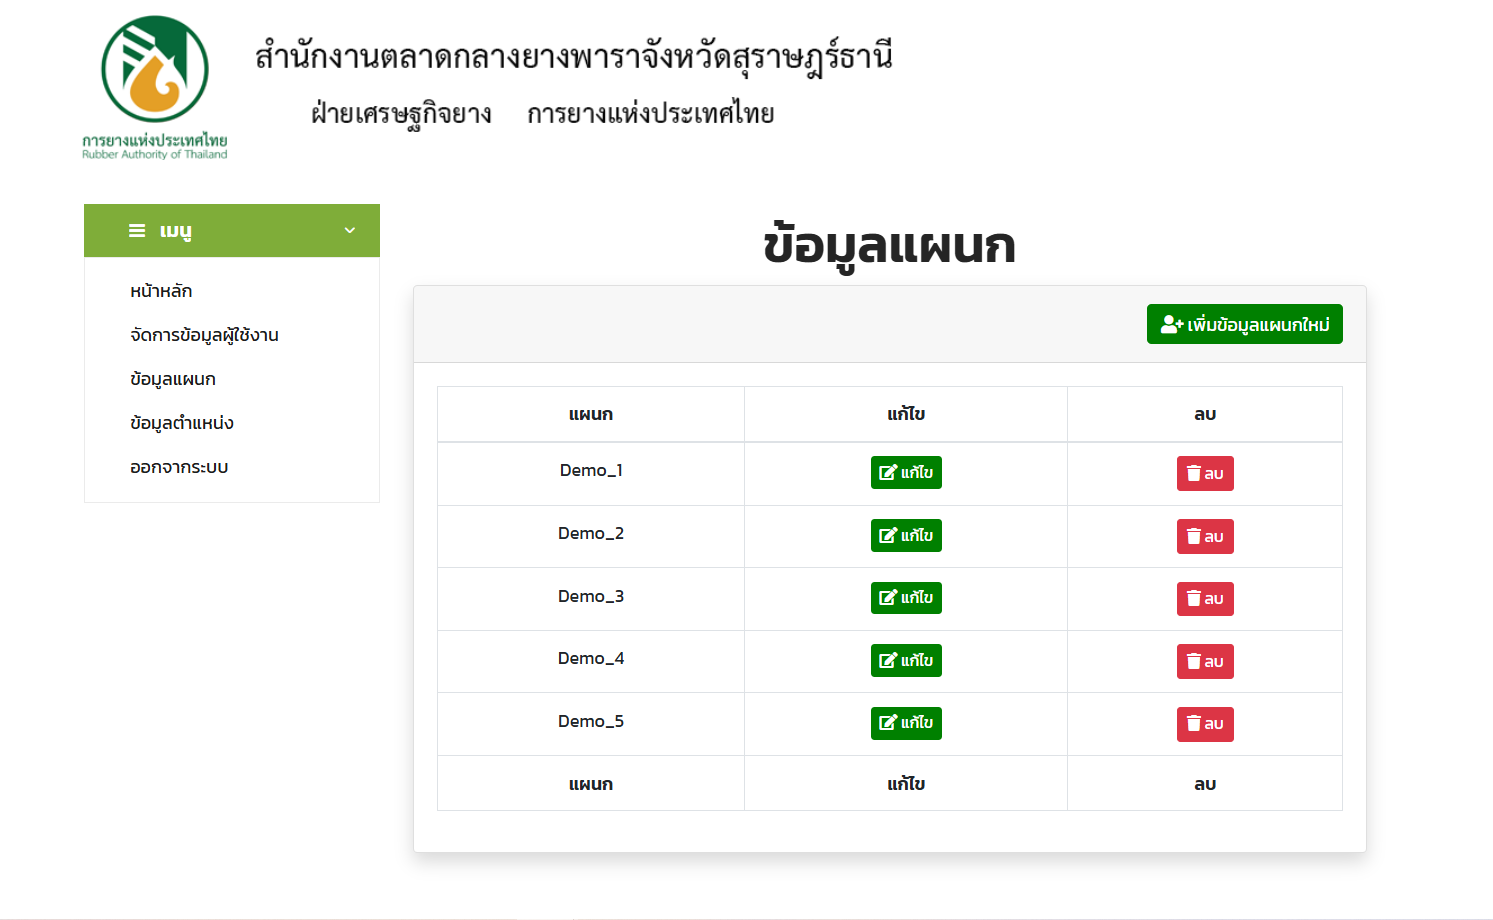 สำนักงานตลาดกลางยางพาราจังหวัดสุราษฎร์ธานี
ฝ่ายเศรษฐกิจยาง การยางแห่งประเทศไทย
การยางแห่งประเทศไทย
Rubber Authority of Thailand
เมนู
หน้าหลัก
จัดการข้อมูลผู้ใช้งาน
ข้อมูลแผนก
ข้อมูลตำแหน่ง
ออกจากระบบ
ข้อมูลแผนก
เพิ่มข้อมูลแผนกใหม่
แผนก แก้ไข ลบ
Demo_1 แก้ไข ลบ
Demo_2 แก้ไข ลบ
Demo_3 แก้ไข ลบ
Demo_4 แก้ไข ลบ
Demo_5 แก้ไข ลบ
แผนก แก้ไข ลบ